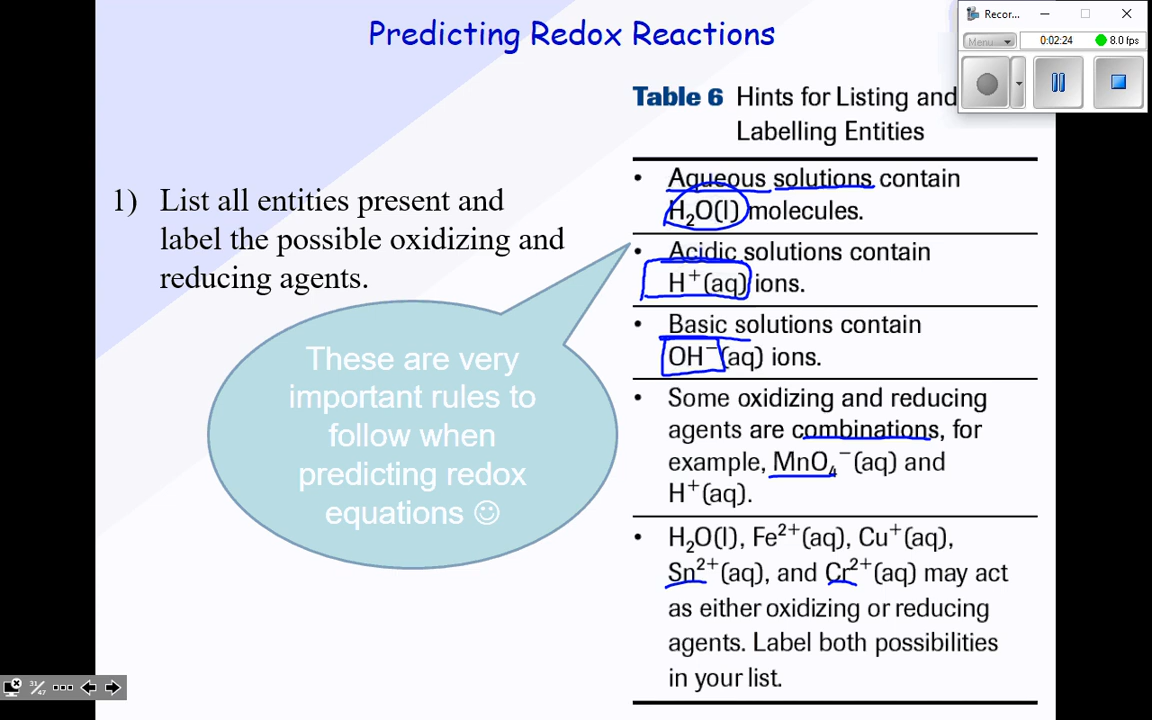 Predicting Redox Reactions
Recor...
Menu
0:02:24
8.0 fps
Table 6 Hints for Listing and
Labelling Entities
1) List all entities present and
label the possible oxidizing and
reducing agents.
• Aqueous solutions contain
H₂O(l) molecules.
• Acidic solutions contain
H⁺(aq) ions.
• Basic solutions contain
OH⁻(aq) ions.
• Some oxidizing and reducing
agents are combinations, for
example, MnO₄⁻(aq) and
H⁺(aq).
• H₂O(l), Fe²⁺(aq), Cu⁺(aq),
Sn²⁺(aq), and Cr²⁺(aq) may act
as either oxidizing or reducing
agents. Label both possibilities
in your list.
These are very
important rules to
follow when
predicting redox
equations ☺
31/47